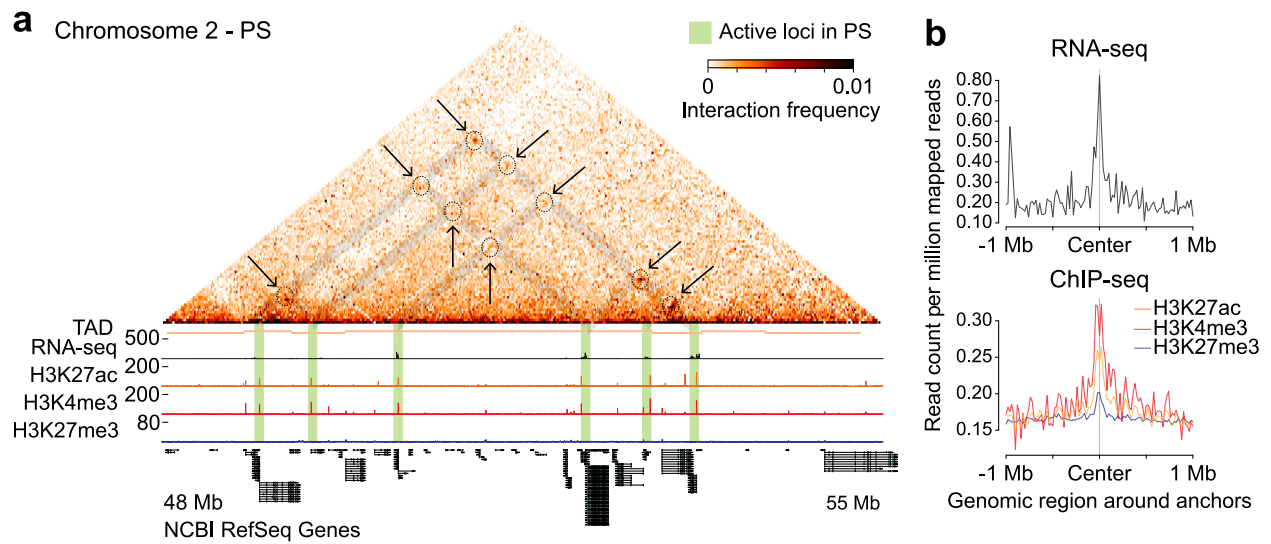 a
Chromosome 2 - PS
Active loci in PS
0
0.01
Interaction frequency
TAD
500
RNA-seq
200
H3K27ac
200
H3K4me3
80
H3K27me3
48 Mb
55 Mb
NCBI RefSeq Genes
b
RNA-seq
0.80
0.70
0.60
0.50
0.40
0.30
0.20
0.10
-1 Mb
Center
1 Mb
Read count per million mapped reads
ChIP-seq
H3K27ac
H3K4me3
H3K27me3
0.30
0.25
0.20
0.15
-1 Mb
Center
1 Mb
Genomic region around anchors